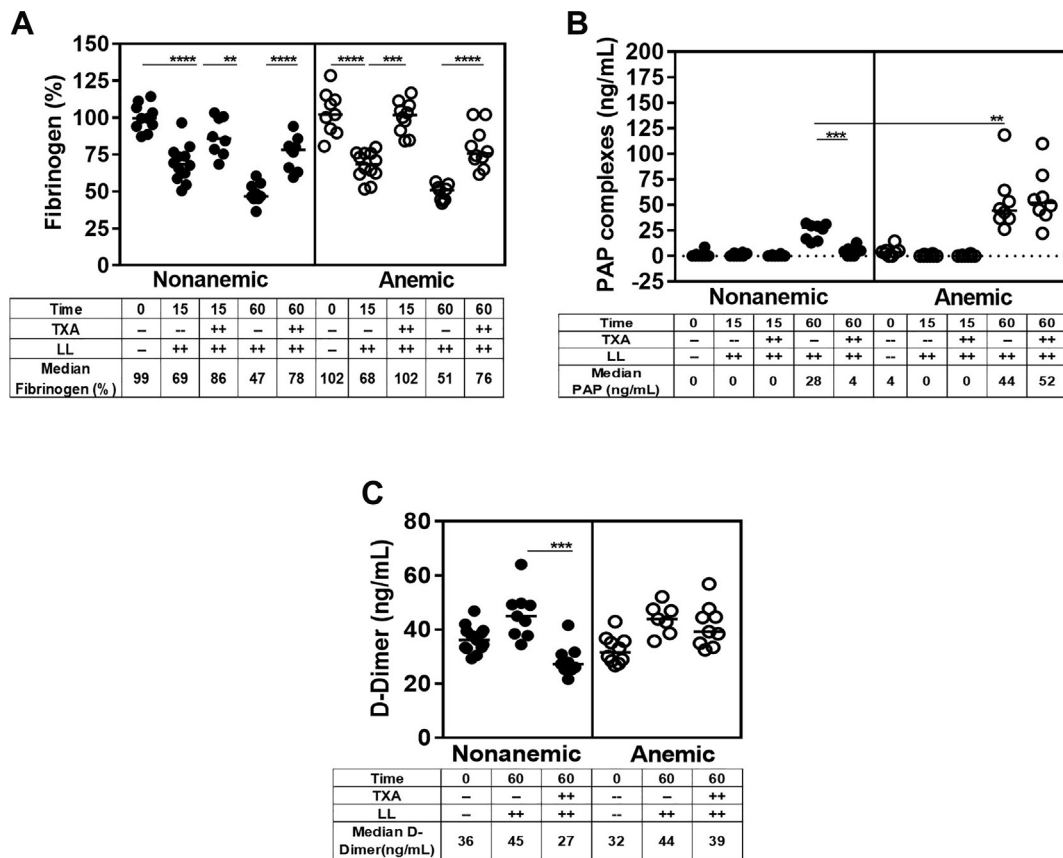 A
Fibrinogen (%)
150
125
100
75
50
25
0
**** ** **** **** *** ****
Nonanemic Anemic
Time 0 15 15 60 60 0 15 15 60 60
TXA – -- ++ – ++ – – ++ – ++
LL – ++ ++ ++ ++ – ++ ++ ++ ++
Median Fibrinogen (%) 99 69 86 47 78 102 68 102 51 76
B
PAP complexes (ng/mL)
200
175
150
125
100
75
50
25
0
-25
**
***
Nonanemic Anemic
Time 0 15 15 60 60 0 15 15 60 60
TXA – -- ++ – ++ -- -- ++ – ++
LL -- ++ ++ ++ ++ -- ++ ++ ++ ++
Median PAP (ng/mL) 0 0 0 28 4 4 0 0 44 52
C
D-Dimer (ng/mL)
80
60
40
20
0
***
Nonanemic Anemic
Time 0 60 60 0 60 60
TXA – – ++ -- – ++
LL – ++ ++ -- ++ ++
Median D-
Dimer(ng/mL) 36 45 27 32 44 39